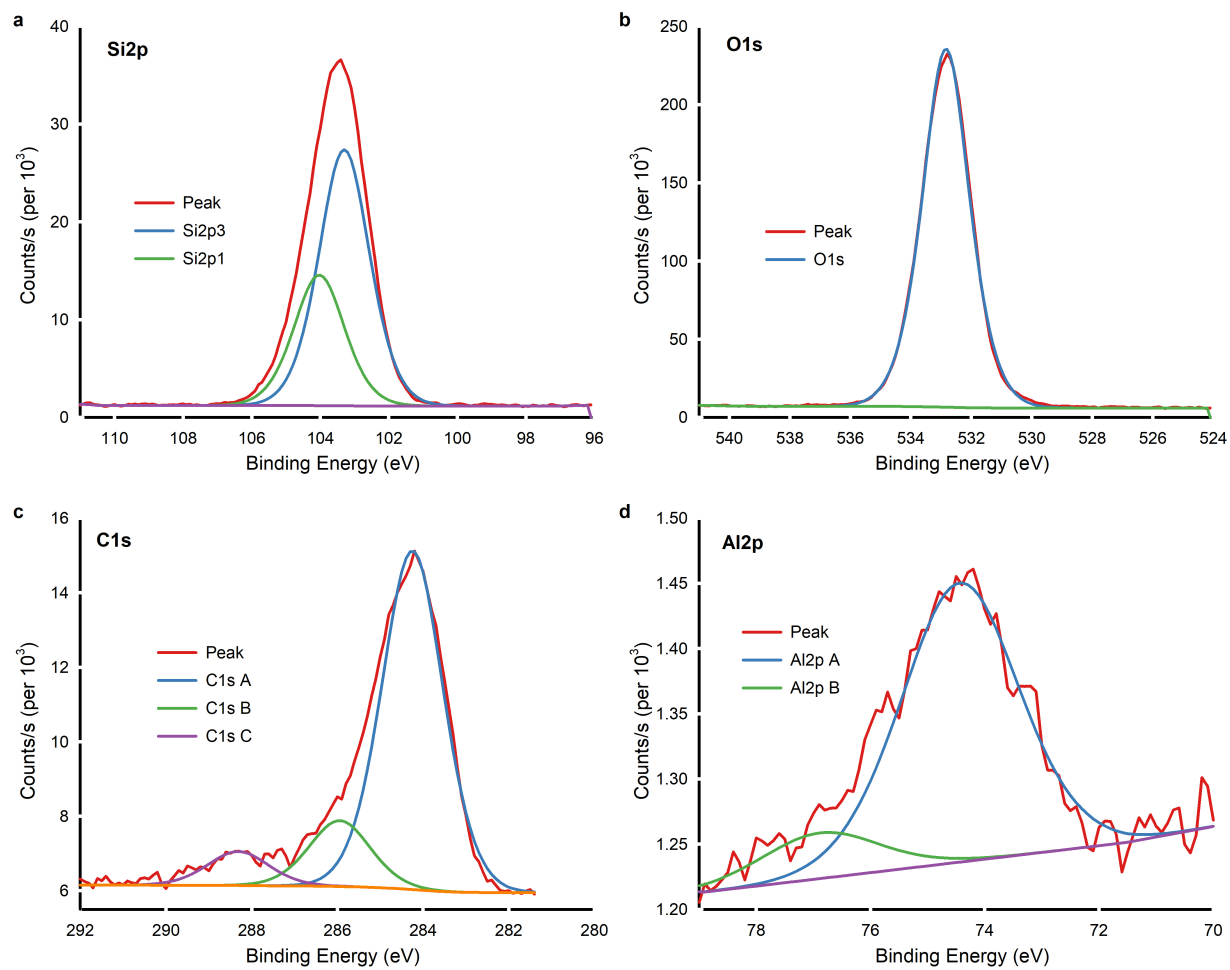 a
Si2p
40
30
20
10
0
Counts/s (per 10³)
Peak
Si2p3
Si2p1
110 108 106 104 102 100 98 96
Binding Energy (eV)
b
O1s
250
200
150
100
50
0
Counts/s (per 10³)
Peak
O1s
540 538 536 534 532 530 528 526 524
Binding Energy (eV)
c
C1s
16
14
12
10
8
6
Counts/s (per 10³)
Peak
C1s A
C1s B
C1s C
292 290 288 286 284 282 280
Binding Energy (eV)
d
Al2p
1.50
1.45
1.40
1.35
1.30
1.25
1.20
Counts/s (per 10³)
Peak
Al2p A
Al2p B
78 76 74 72 70
Binding Energy (eV)